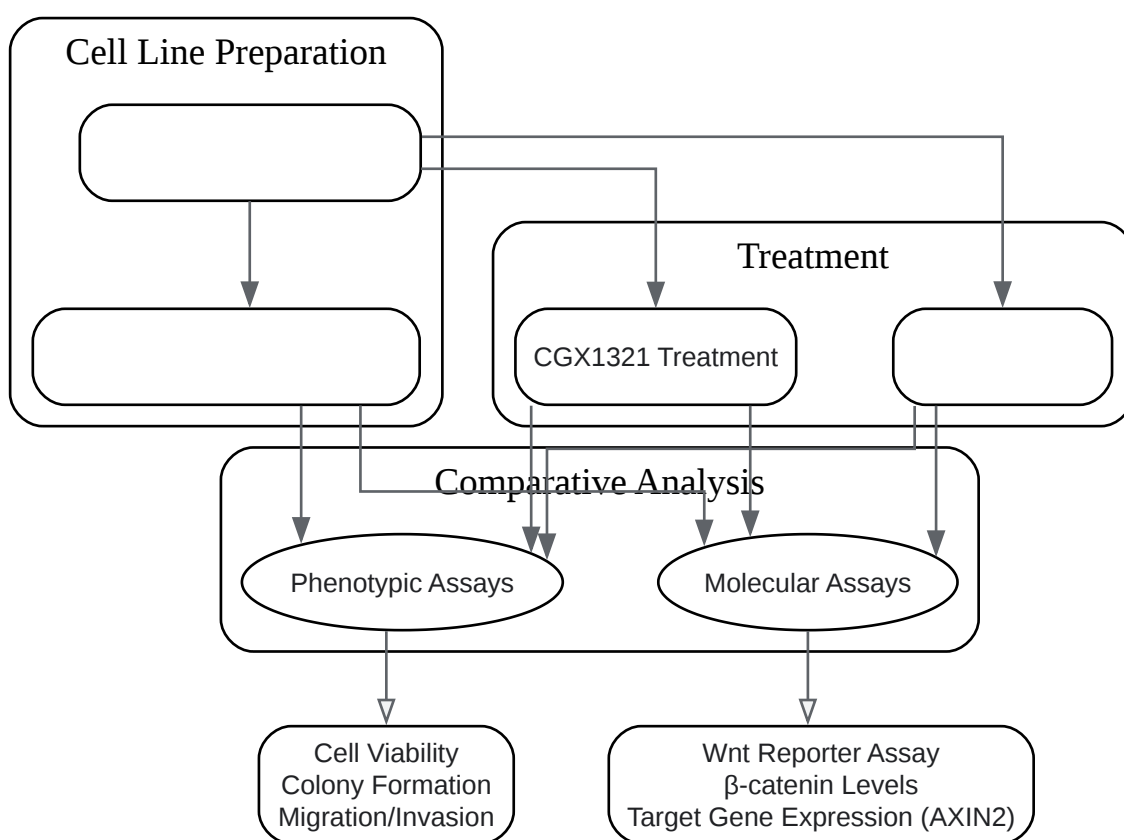 Cell Line Preparation
Treatment
CGX1321 Treatment
Comparative Analysis
Phenotypic Assays
Molecular Assays
Cell Viability
Colony Formation
Migration/Invasion
Wnt Reporter Assay
β-catenin Levels
Target Gene Expression (AXIN2)